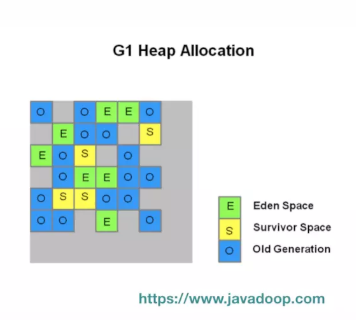 G1 Heap Allocation
O O E E O
E O O S
E O S O
O E E O O
O S S O O
O O E O
E Eden Space
S Survivor Space
O Old Generation
https://www.javadoop.com